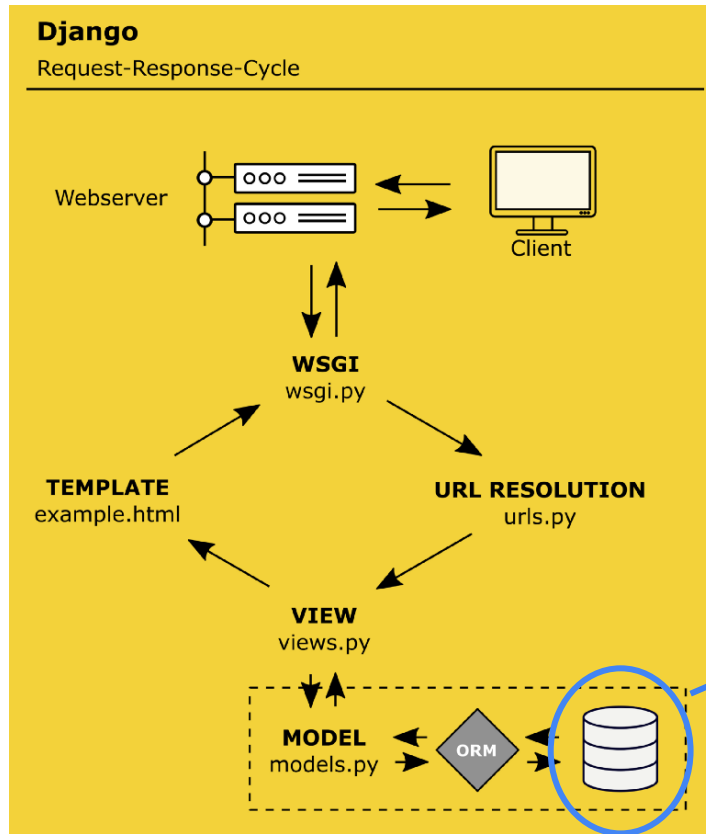 Django
Request-Response-Cycle
Webserver
Client
WSGI
wsgi.py
TEMPLATE
example.html
URL RESOLUTION
urls.py
VIEW
views.py
MODEL
models.py
ORM